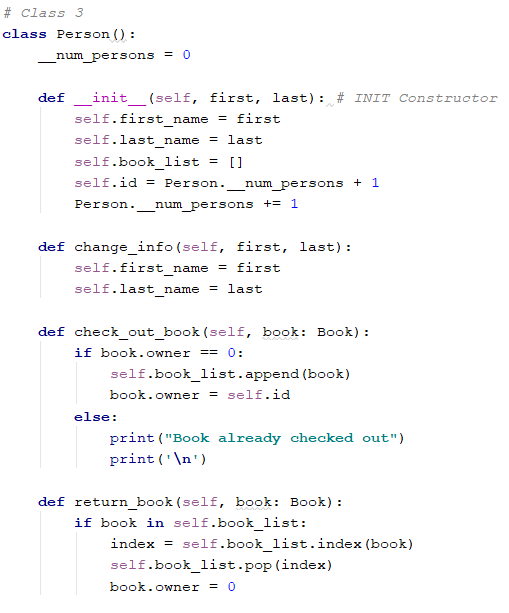 # Class 3
class Person():
    __num_persons = 0

    def __init__(self, first, last): # INIT Constructor
        self.first_name = first
        self.last_name = last
        self.book_list = []
        self.id = Person.__num_persons + 1
        Person.__num_persons += 1

    def change_info(self, first, last):
        self.first_name = first
        self.last_name = last

    def check_out_book(self, book: Book):
        if book.owner == 0:
            self.book_list.append(book)
            book.owner = self.id
        else:
            print("Book already checked out")
            print('\n')

    def return_book(self, book: Book):
        if book in self.book_list:
            index = self.book_list.index(book)
            self.book_list.pop(index)
            book.owner = 0